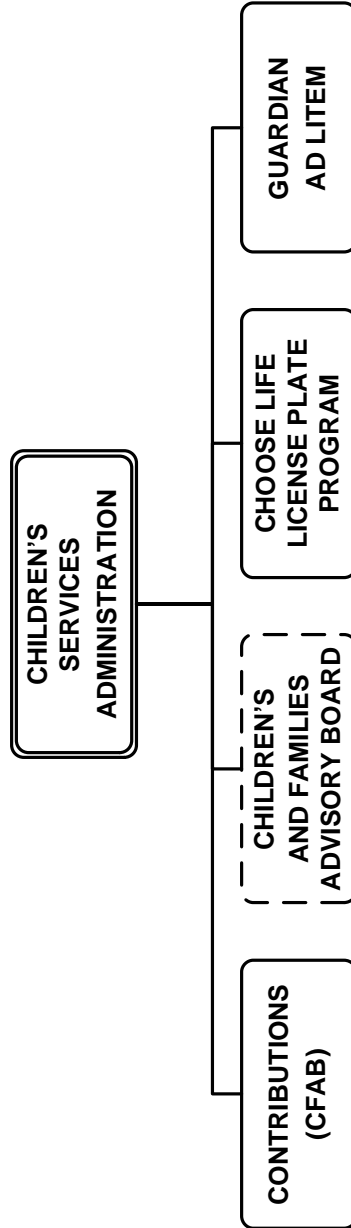 CHILDREN'S
SERVICES
ADMINISTRATION
CONTRIBUTIONS
(CFAB)
CHILDREN'S
AND FAMILIES
ADVISORY BOARD
CHOOSE LIFE
LICENSE PLATE
PROGRAM
GUARDIAN
AD LITEM